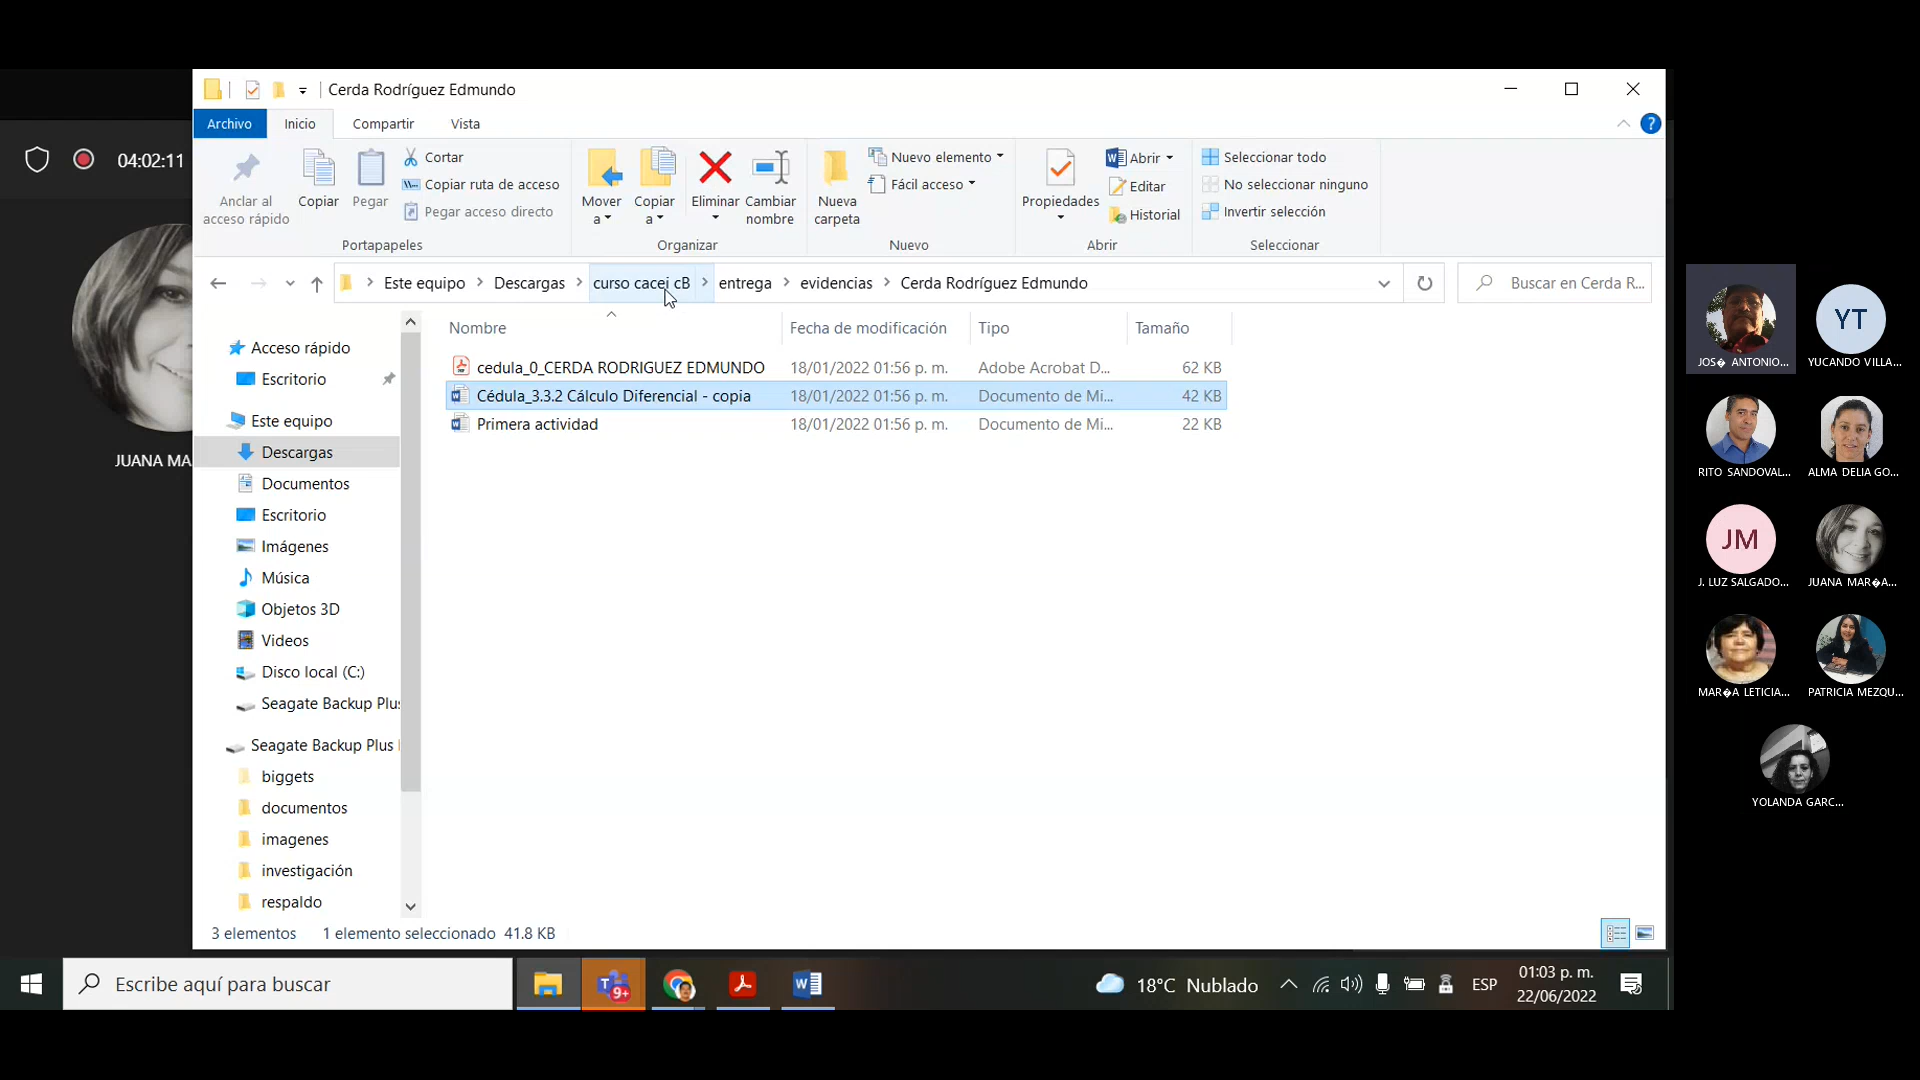 Cerda Rodríguez Edmundo
Archivo Inicio Compartir Vista
?
04:02:11
Anclar al
acceso rápido
Copiar
Pegar
Cortar
Copiar ruta de acceso
Pegar acceso directo
Portapapeles
Mover
a
Copiar
a
Eliminar
Cambiar
nombre
Organizar
Nueva
carpeta
Nuevo elemento
Fácil acceso
Nuevo
Propiedades
Abrir
Editar
Historial
Abrir
Seleccionar todo
No seleccionar ninguno
Invertir selección
Seleccionar
Este equipo > Descargas > curso cacei cB > entrega > evidencias > Cerda Rodríguez Edmundo
Buscar en Cerda R...
Nombre Fecha de modificación Tipo Tamaño
cedula_0_CERDA RODRIGUEZ EDMUNDO 18/01/2022 01:56 p. m. Adobe Acrobat D... 62 KB
Cédula_3.3.2 Cálculo Diferencial - copia 18/01/2022 01:56 p. m. Documento de Mi... 42 KB
Primera actividad 18/01/2022 01:56 p. m. Documento de Mi... 22 KB
Acceso rápido
Escritorio
Este equipo
Descargas
Documentos
Escritorio
Imágenes
Música
Objetos 3D
Videos
Disco local (C:)
Seagate Backup Plus
Seagate Backup Plus
biggets
documentos
imagenes
investigación
respaldo
3 elementos 1 elemento seleccionado 41.8 KB
JUANA MA
JOS� ANTONIO...
YT
YUCANDO VILLA...
RITO SANDOVAL...
ALMA DELIA GO...
JM
J. LUZ SALGADO...
JUANA MAR�A...
MAR�A LETICIA...
PATRICIA MEZQU...
YOLANDA GARC...
Escribe aquí para buscar
9+
18°C Nublado
ESP
01:03 p. m.
22/06/2022